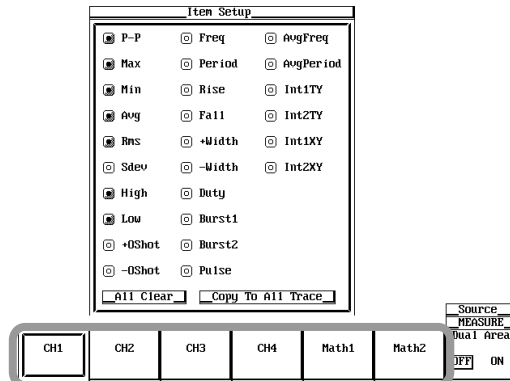 Item Setup
P-P Freq AvgFreq
Max Period AvgPeriod
Min Rise Int1TY
Avg Fall Int2TY
Rms +Width Int1XY
Sdev -Width Int2XY
High Duty
Low Burst1
+OShot Burst2
-OShot Pulse
All Clear Copy To All Trace
Source
MEASURE
Dual Area
OFF ON
CH1 CH2 CH3 CH4 Math1 Math2